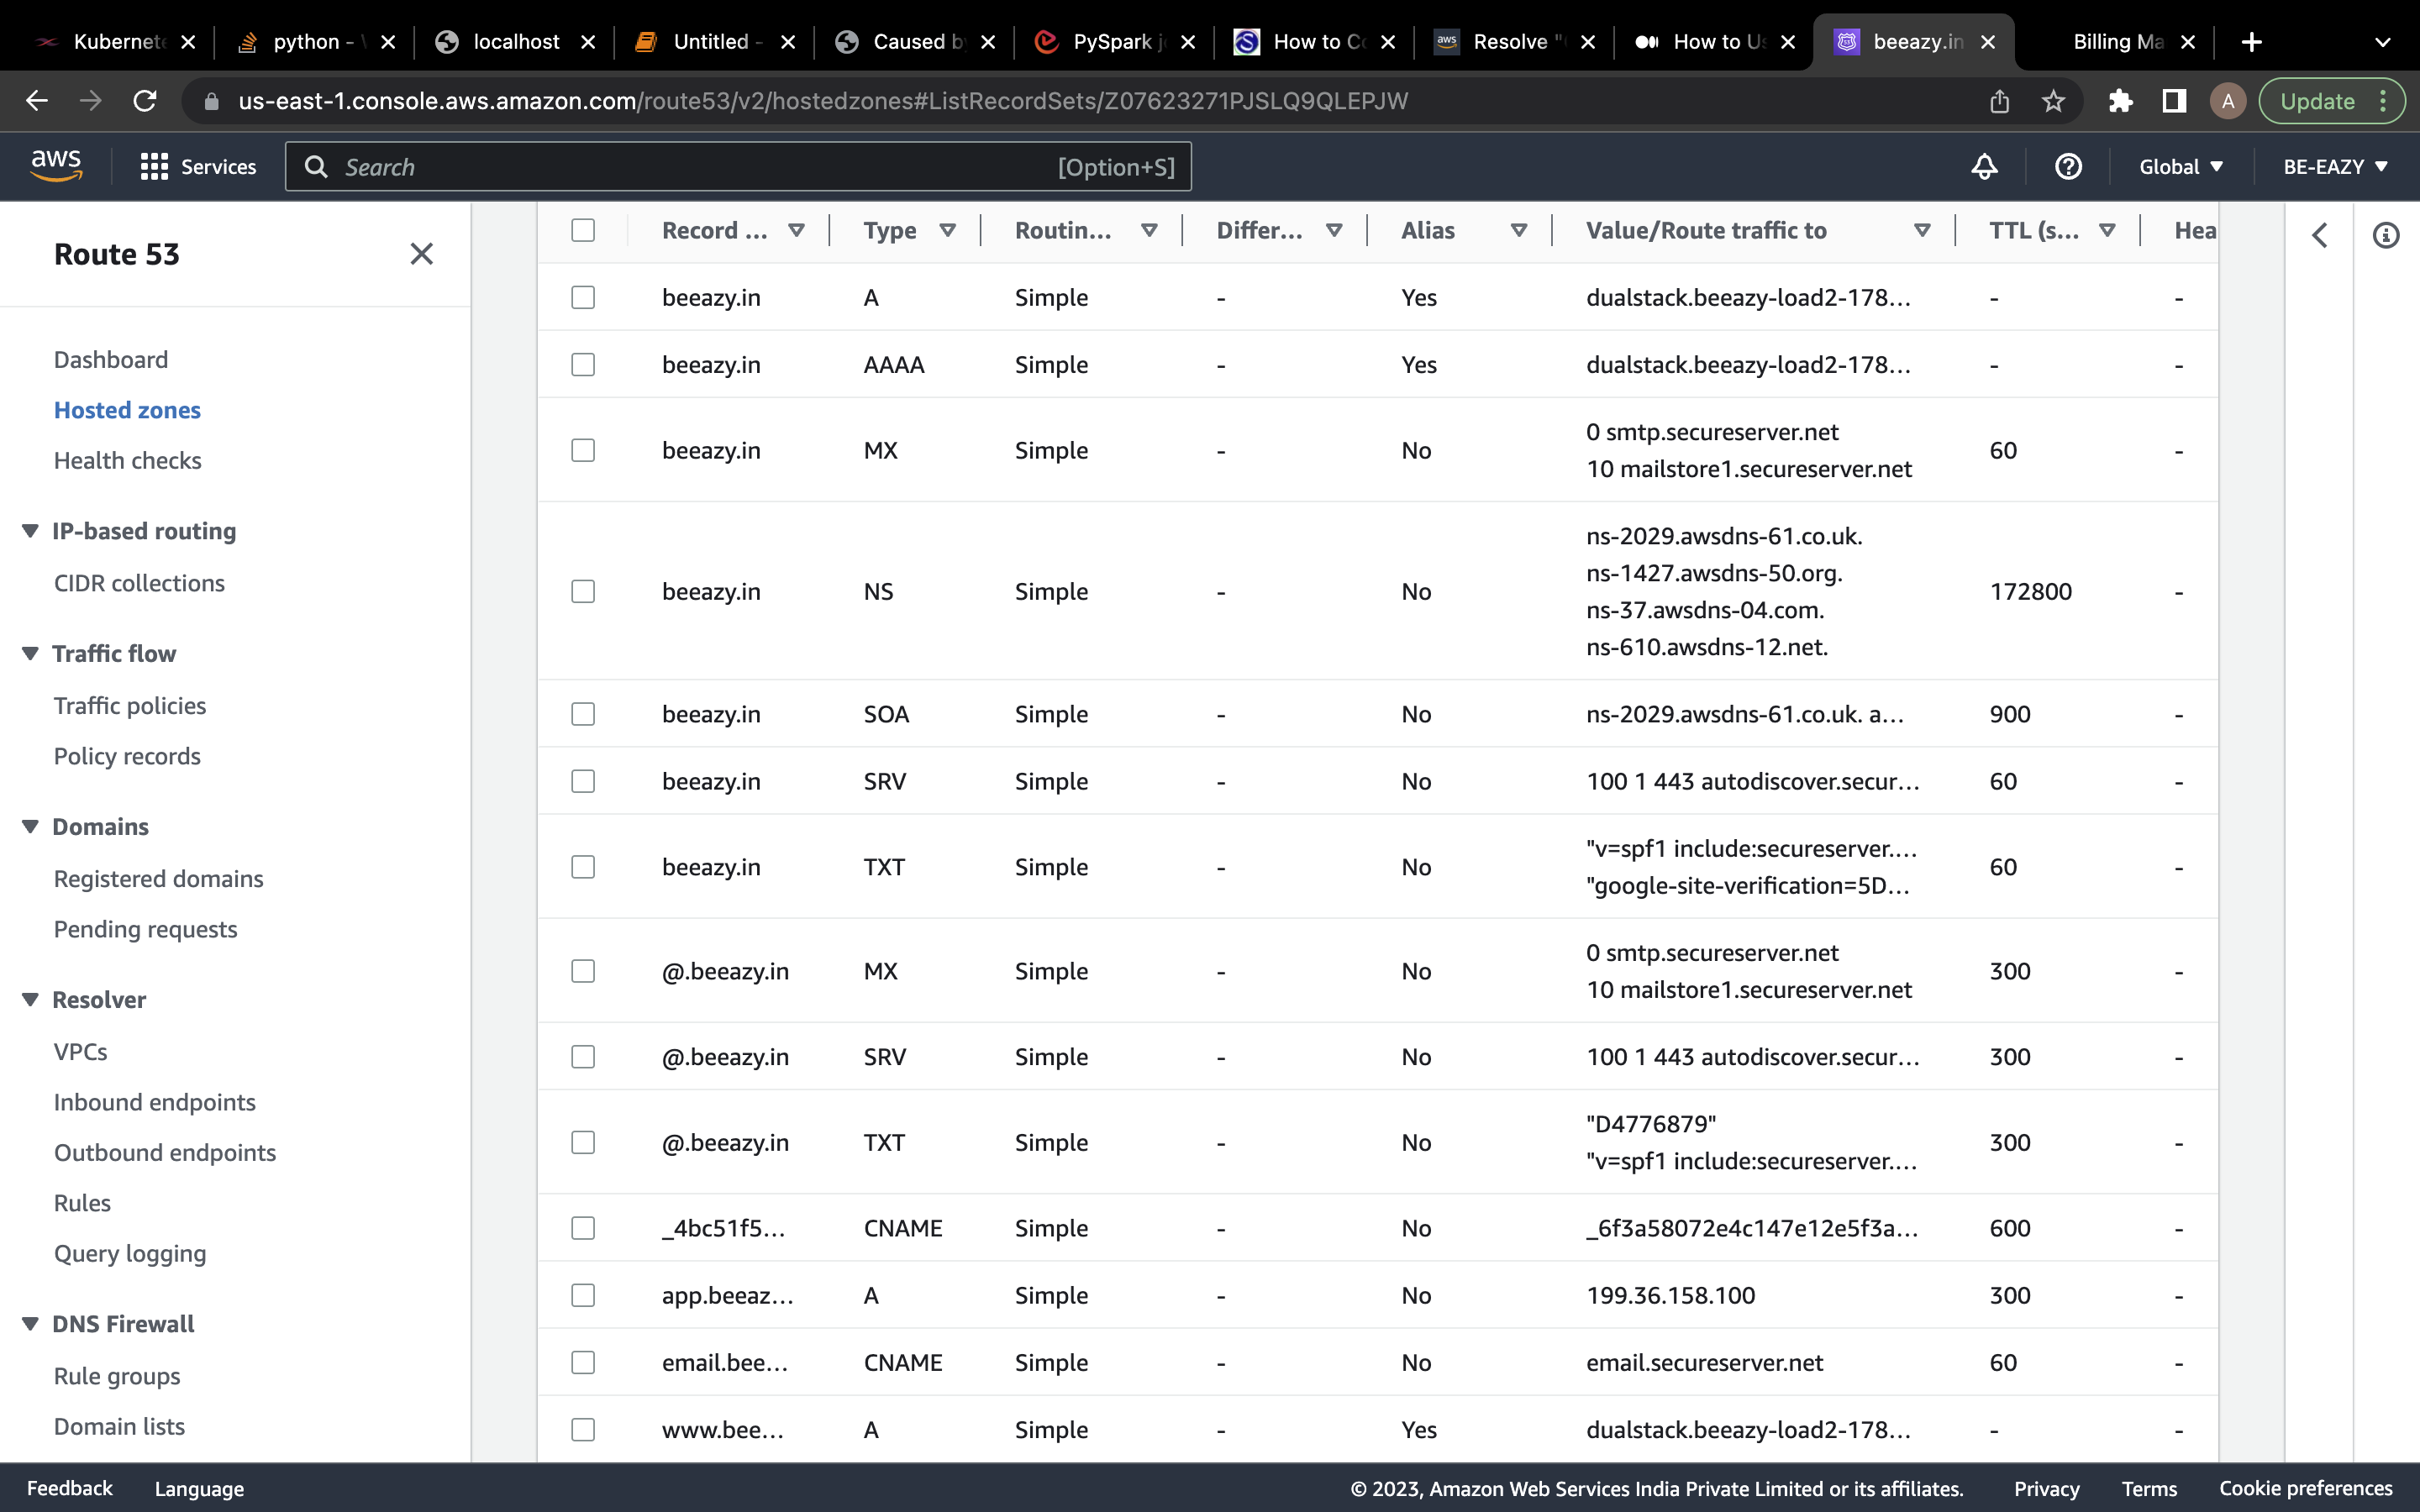 Kubernete
python - \
localhost
Untitled -
Caused b
PySpark j
How to Co
Resolve "
How to Us
beeazy.in
Billing Ma
us-east-1.console.aws.amazon.com/route53/v2/hostedzones#ListRecordSets/Z07623271PJSLQ9QLEPJW
A
Update
aws
Services
Search
[Option+S]
Global
BE-EAZY
Route 53
Dashboard
Hosted zones
Health checks
IP-based routing
CIDR collections
Traffic flow
Traffic policies
Policy records
Domains
Registered domains
Pending requests
Resolver
VPCs
Inbound endpoints
Outbound endpoints
Rules
Query logging
DNS Firewall
Rule groups
Domain lists
Record ... Type Routin... Differ... Alias Value/Route traffic to TTL (s... Hea
beeazy.in A Simple - Yes dualstack.beeazy-load2-178... - -
beeazy.in AAAA Simple - Yes dualstack.beeazy-load2-178... - -
beeazy.in MX Simple - No 0 smtp.secureserver.net 60 -
10 mailstore1.secureserver.net
beeazy.in NS Simple - No ns-2029.awsdns-61.co.uk. 172800 -
ns-1427.awsdns-50.org.
ns-37.awsdns-04.com.
ns-610.awsdns-12.net.
beeazy.in SOA Simple - No ns-2029.awsdns-61.co.uk. a... 900 -
beeazy.in SRV Simple - No 100 1 443 autodiscover.secur... 60 -
beeazy.in TXT Simple - No "v=spf1 include:secureserver.... 60 -
"google-site-verification=5D...
@.beeazy.in MX Simple - No 0 smtp.secureserver.net 300 -
10 mailstore1.secureserver.net
@.beeazy.in SRV Simple - No 100 1 443 autodiscover.secur... 300 -
@.beeazy.in TXT Simple - No "D4776879" 300 -
"v=spf1 include:secureserver....
_4bc51f5... CNAME Simple - No _6f3a58072e4c147e12e5f3a... 600 -
app.beeaz... A Simple - No 199.36.158.100 300 -
email.bee... CNAME Simple - No email.secureserver.net 60 -
www.bee... A Simple - Yes dualstack.beeazy-load2-178... - -
Feedback
Language
© 2023, Amazon Web Services India Private Limited or its affiliates.
Privacy
Terms
Cookie preferences